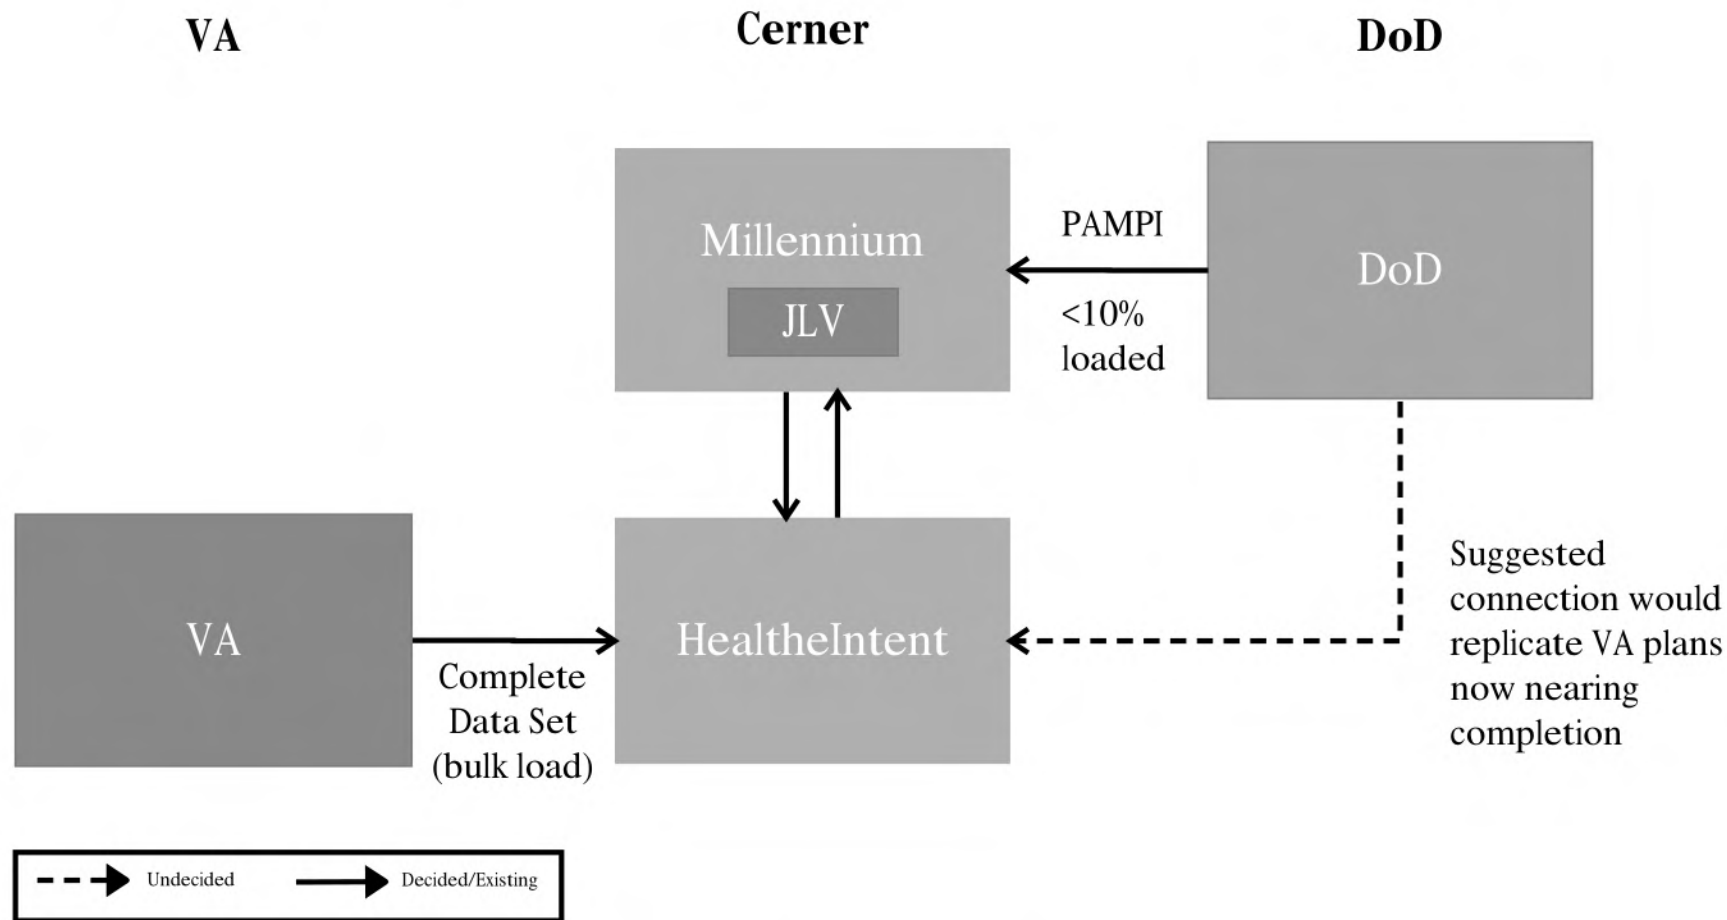 VA
Cerner
DoD
Millennium
JLV
PAMPI
<10%
loaded
DoD
VA
Complete
Data Set
(bulk load)
HealtheIntent
Suggested
connection would
replicate VA plans
now nearing
completion
Undecided
Decided/Existing